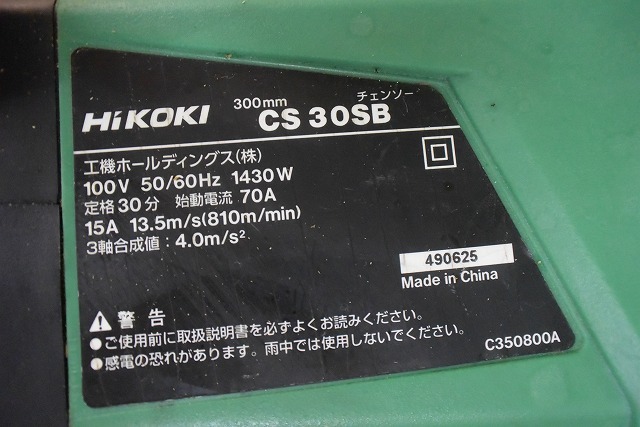 HiKOKI 300mm チェンソー
CS 30SB
工機ホールディングス(株)
100V 50/60Hz 1430W
定格30分 始動電流 70A
15A 13.5m/s(810m/min)
3軸合成値：4.0m/s²
490625
Made in China
警告
●ご使用前に取扱説明書を必ずよくお読みください。
●感電の恐れがあります。雨中では使用しないでください。
C350800A